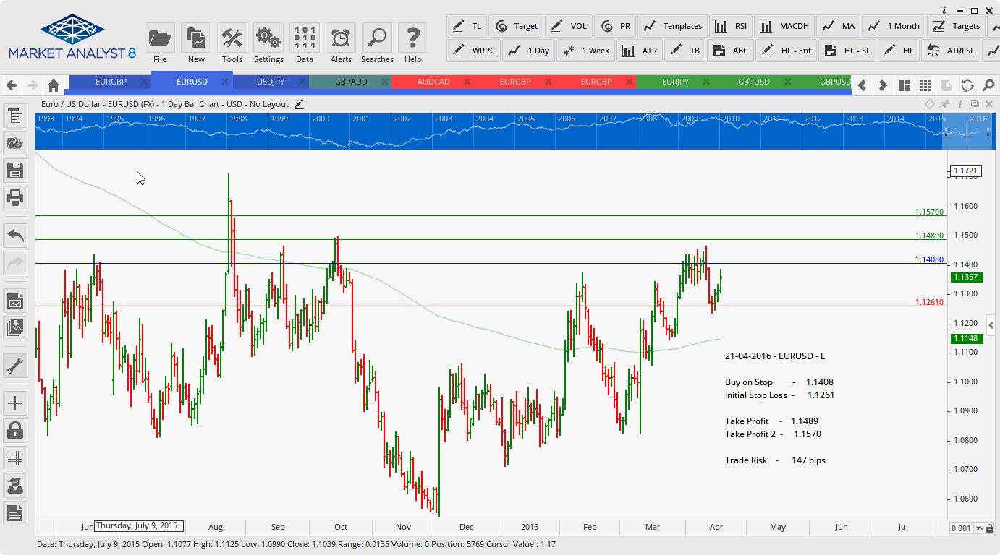 MARKET ANALYST 8
File New Tools Settings Data Alerts Searches Help
TL Target VOL PR Templates RSI MACDH MA 1 Month Targets
WRPC 1 Day 1 Week ATR TB ABC HL - Ent HL - SL HL ATRLSL
EURGBP EURUSD USDJPY GBPAUD AUDCAD EURGBP EURGBP EURJPY GBPUSD GBPUSD
Euro / US Dollar - EURUSD (FX) - 1 Day Bar Chart - USD - No Layout
1993 1994 1995 1996 1997 1998 1999 2000 2001 2002 2003 2004 2005 2006 2007 2008 2009 2010 2011 2012 2013 2014 2015 2016
1.1721
1.1700
1.1600
1.15700
1.1500
1.14890
1.1400
1.14080
1.1357
1.1300
1.12610
1.1200
1.1148
1.1100
1.1000
1.0900
1.0800
1.0700
1.0600
21-04-2016 - EURUSD - L
Buy on Stop - 1.1408
Initial Stop Loss - 1.1261
Take Profit - 1.1489
Take Profit 2 - 1.1570
Trade Risk - 147 pips
Jun Thursday, July 9, 2015 Aug Sep Oct Nov Dec 2016 Feb Mar Apr May Jun Jul
0.001 XY
Date: Thursday, July 9, 2015 Open: 1.1077 High: 1.1125 Low: 1.0990 Close: 1.1039 Range: 0.0135 Volume: 0 Position: 5769 Cursor Value : 1.17